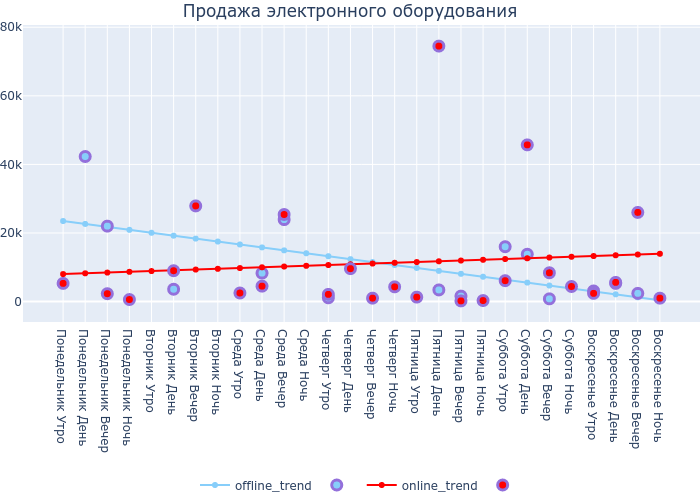 Продажа электронного оборудования
80k
60k
40k
20k
0
Понедельник Утро
Понедельник День
Понедельник Вечер
Понедельник Ночь
Вторник Утро
Вторник День
Вторник Вечер
Вторник Ночь
Среда Утро
Среда День
Среда Вечер
Среда Ночь
Четверг Утро
Четверг День
Четверг Вечер
Четверг Ночь
Пятница Утро
Пятница День
Пятница Вечер
Пятница Ночь
Суббота Утро
Суббота День
Суббота Вечер
Суббота Ночь
Воскресенье Утро
Воскресенье День
Воскресенье Вечер
Воскресенье Ночь
offline_trend
online_trend